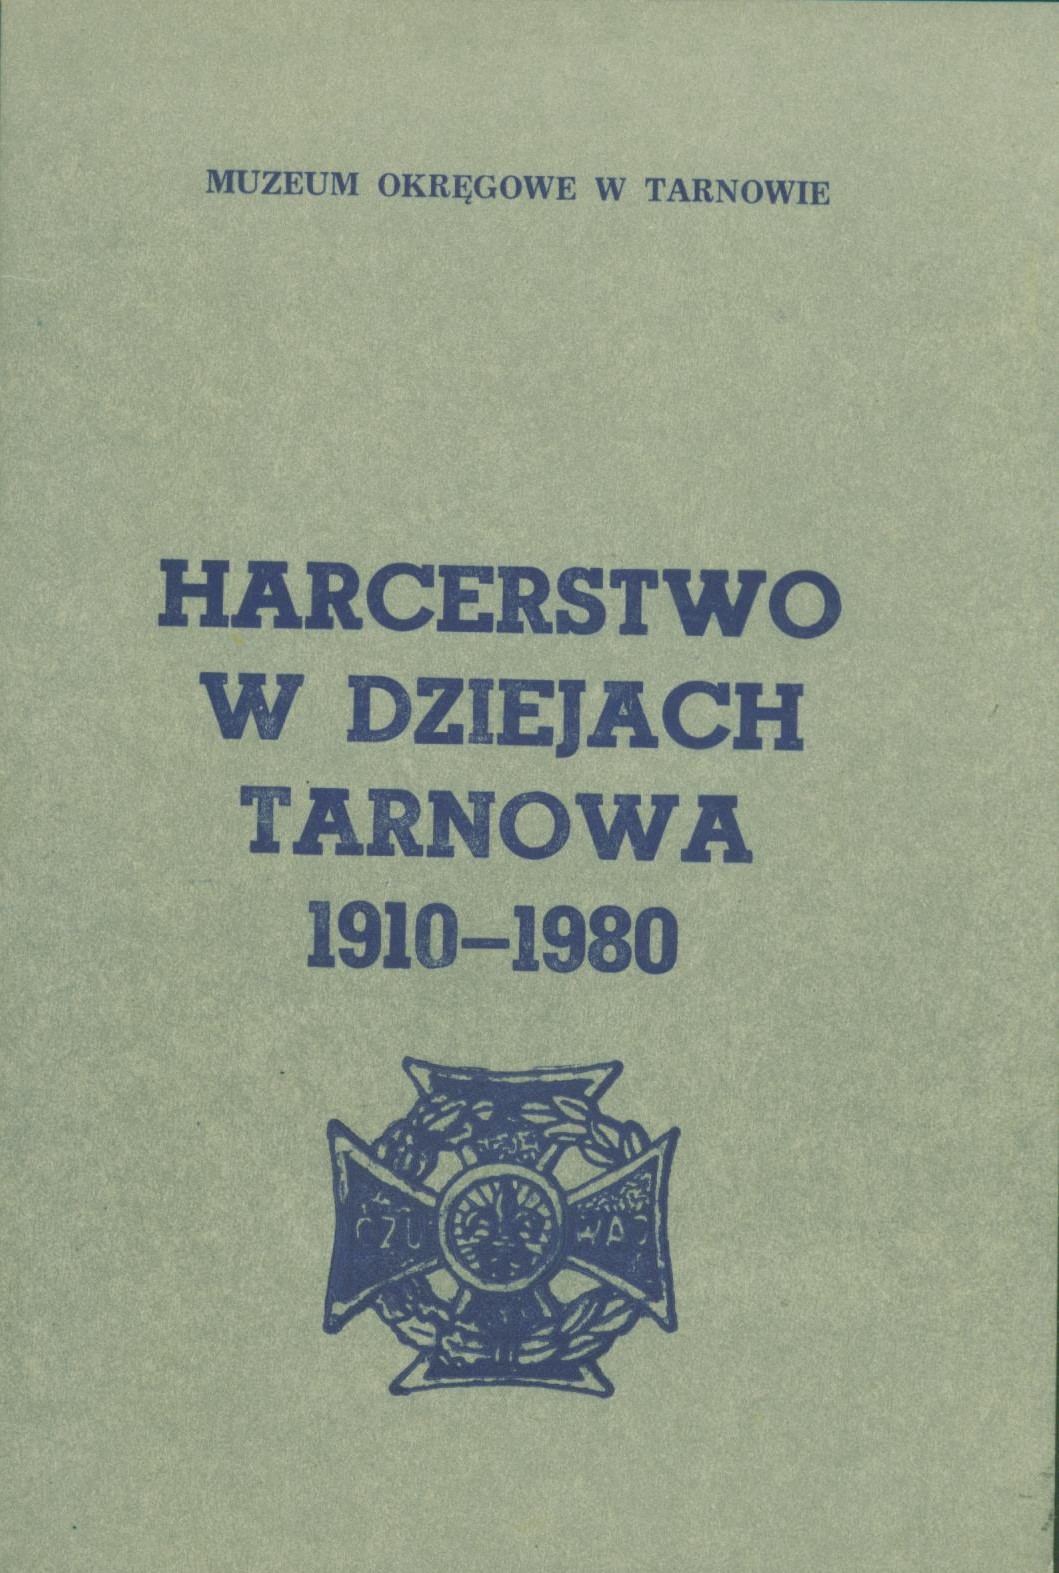 MUZEUM OKRĘGOWE W TARNOWIE
HARCERSTWO
W DZIEJACH
TARNOWA
1910–1980
CZU WAJ